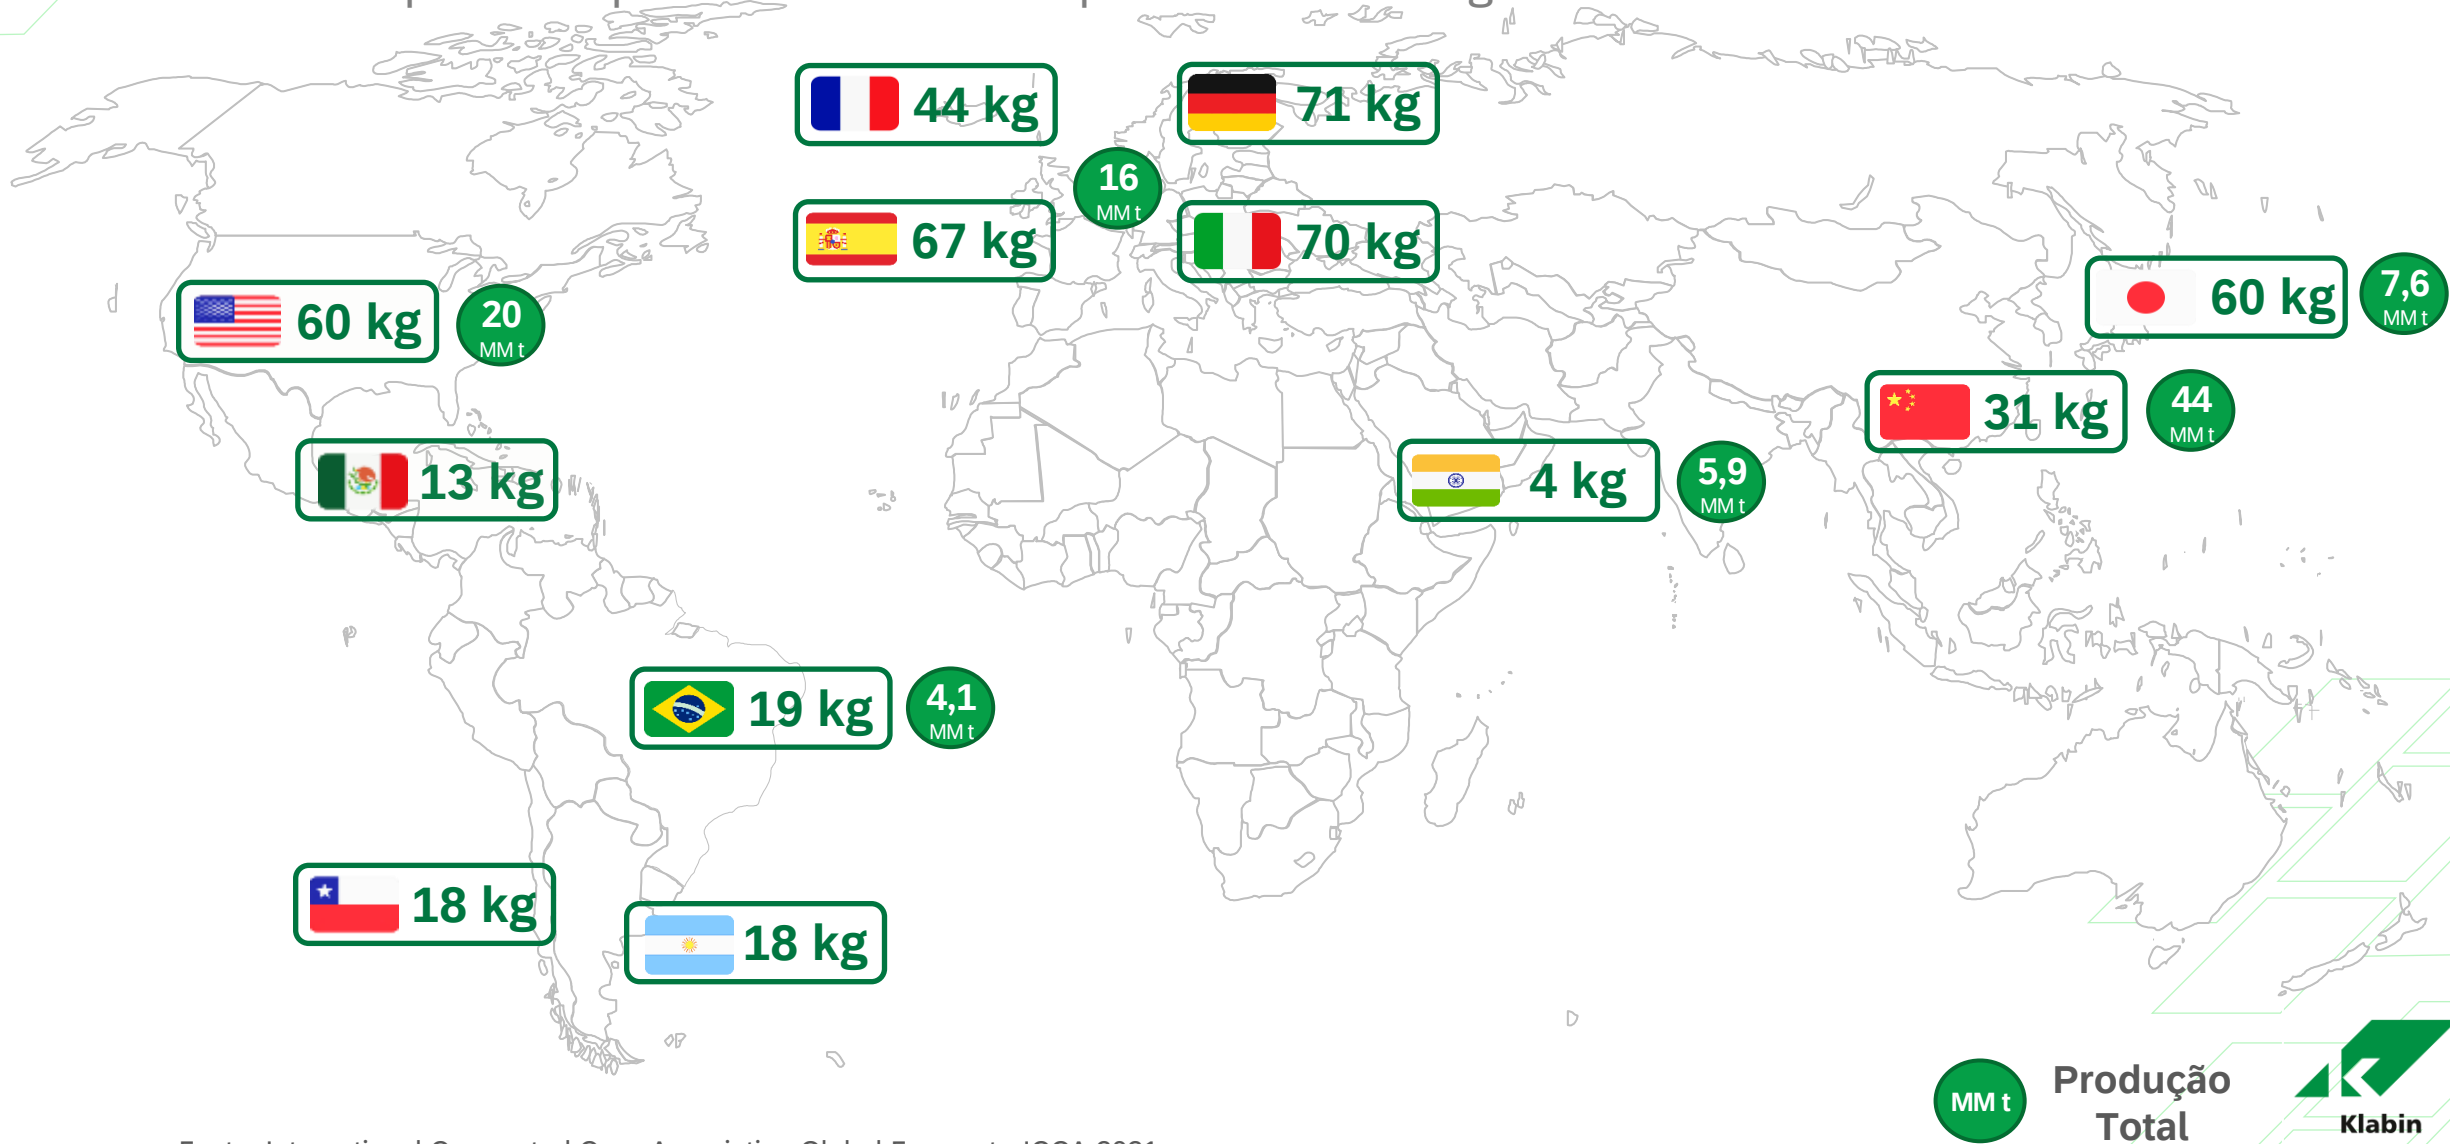 44 kg
71 kg
16
MM t
67 kg
70 kg
60 kg
20
MM t
60 kg
7,6
MM t
31 kg
44
MM t
13 kg
4 kg
5,9
MM t
19 kg
4,1
MM t
18 kg
18 kg
MM t
Produção
Total
Klabin